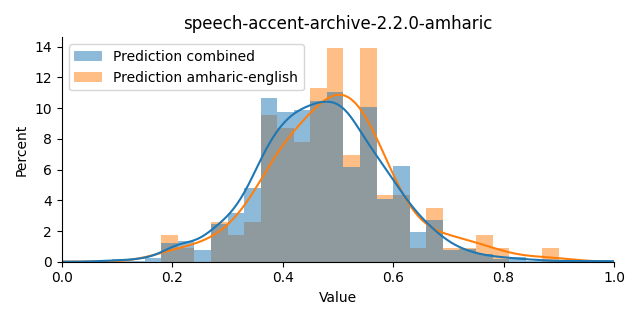 speech-accent-archive-2.2.0-amharic
Prediction combined
Prediction amharic-english
Percent
14
12
10
8
6
4
2
0
0.0 0.2 0.4 0.6 0.8 1.0
Value